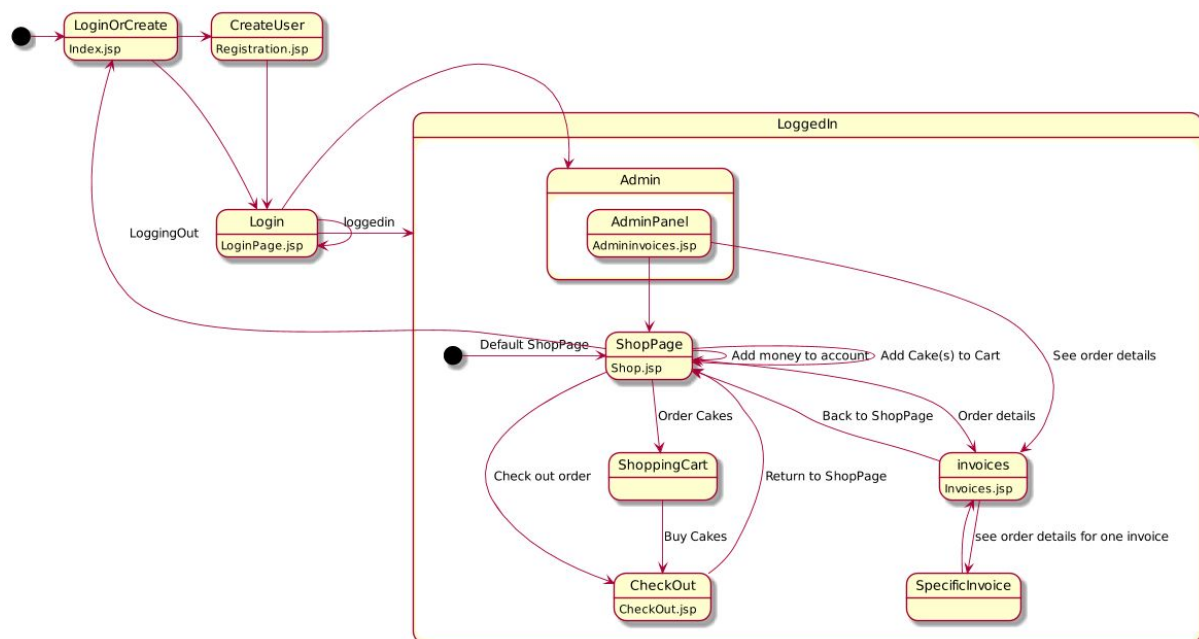 LoginOrCreate
Index.jsp
CreateUser
Registration.jsp
LoggedIn
Admin
AdminPanel
Admininvoices.jsp
Login
LoginPage.jsp
loggedin
LoggingOut
Default ShopPage
ShopPage
Shop.jsp
Add money to account
Add Cake(s) to Cart
See order details
Order Cakes
Back to ShopPage
Order details
Check out order
ShoppingCart
Return to ShopPage
invoices
Invoices.jsp
Buy Cakes
see order details for one invoice
CheckOut
CheckOut.jsp
SpecificInvoice